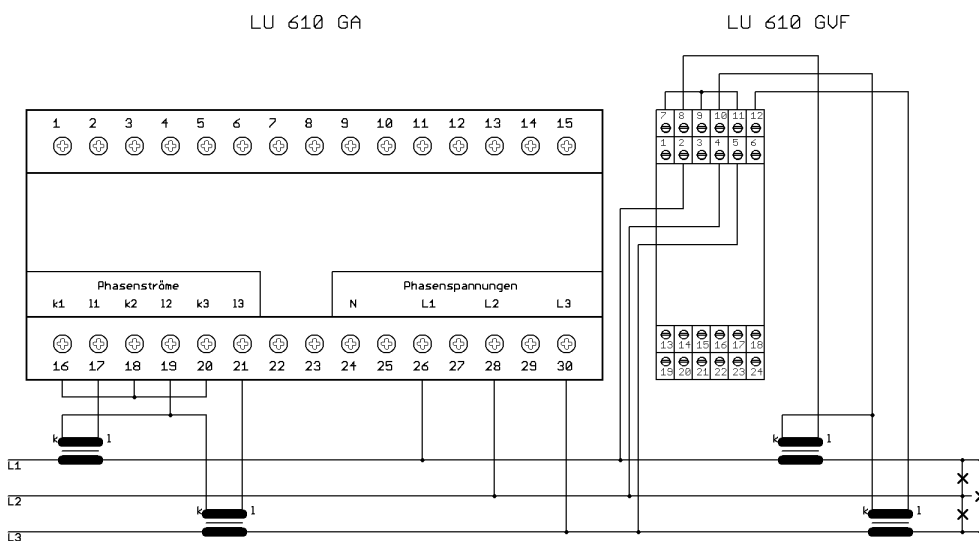 LU 610 GA
LU 610 GVF
1 2 3 4 5 6 7 8 9 10 11 12 13 14 15
7 8 9 10 11 12
1 2 3 4 5 6
Phasenströme
Phasenspannungen
k1 l1 k2 l2 k3 l3 N L1 L2 L3
16 17 18 19 20 21 22 23 24 25 26 27 28 29 30
13 14 15 16 17 18
19 20 21 22 23 24
k l
k l
L1
L2
k l
k l
L3